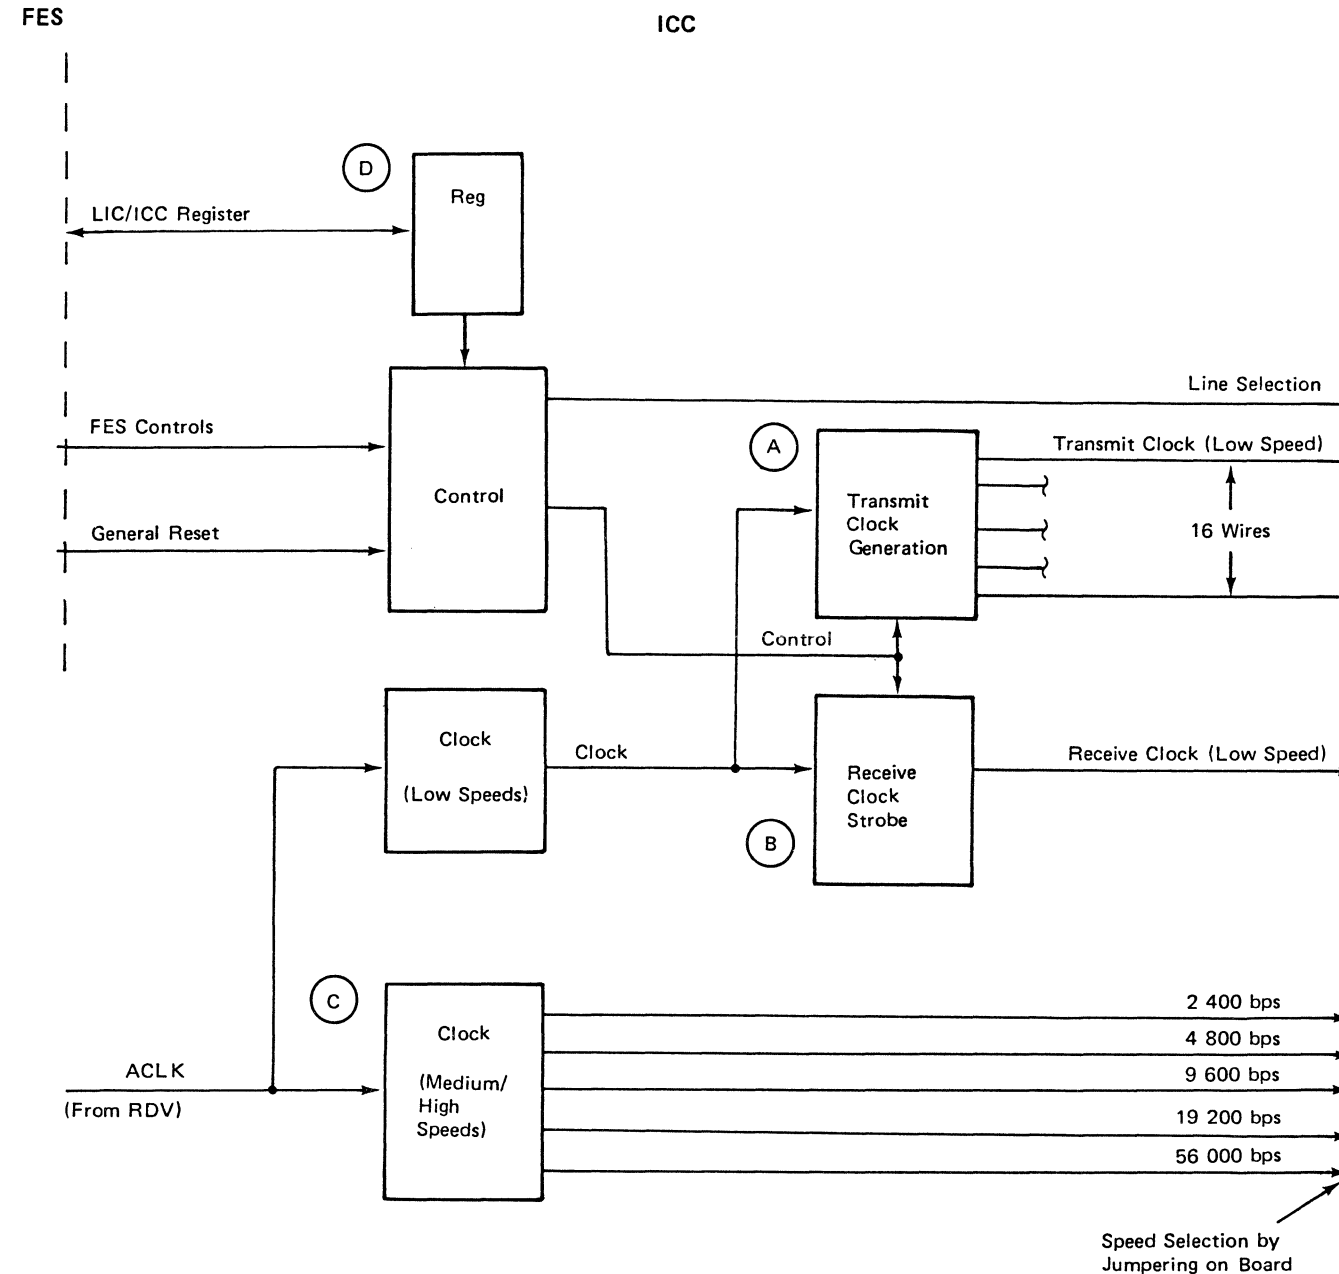 FES
ICC
D
Reg
LIC/ICC Register
Line Selection
FES Controls
A
Transmit Clock (Low Speed)
Control
Transmit
Clock
Generation
16 Wires
General Reset
Control
Clock
(Low Speeds)
Clock
Receive
Clock
Strobe
Receive Clock (Low Speed)
B
C
Clock
(Medium/
High
Speeds)
2 400 bps
4 800 bps
9 600 bps
19 200 bps
56 000 bps
ACLK
(From RDV)
Speed Selection by
Jumpering on Board